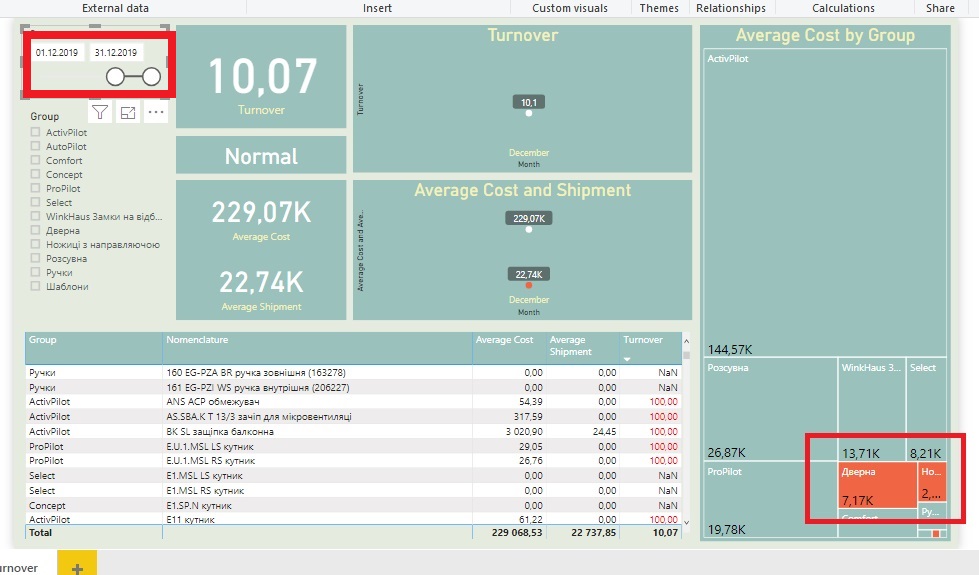 External data
Insert
Custom visuals
Themes
Relationships
Calculations
Share
01.12.2019
31.12.2019
Group
ActivPilot
AutoPilot
Comfort
Concept
ProPilot
Select
WinkHaus Замки на відб...
Дверна
Ножиці з направляючою
Розсувна
Ручки
Шаблони
10,07
Turnover
Normal
229,07K
Average Cost
22,74K
Average Shipment
Turnover
Turnover
10,1
December
Month
Average Cost and Shipment
Average Cost and Ave...
229,07K
22,74K
December
Month
Average Cost by Group
ActivPilot
144,57K
Розсувна
26,87K
WinkHaus З...
13,71K
Select
8,21K
ProPilot
19,78K
Дверна
7,17K
Но...
2,...
Comfort
Ру...
Group Nomenclature Average Cost Average Shipment Turnover
Ручки 160 EG-PZA BR ручка зовнішня (163278) 0,00 0,00 NaN
Ручки 161 EG-PZI WS ручка внутрішня (206227) 0,00 0,00 NaN
ActivPilot ANS ACP обмежувач 54,39 0,00 100,00
ActivPilot AS.SBA.K T 13/3 зачіп для мікровентиляції 317,59 0,00 100,00
ActivPilot BK SL защіпка балконна 3 020,90 24,45 100,00
ProPilot E.U.1.MSL LS кутник 29,05 0,00 100,00
ProPilot E.U.1.MSL RS кутник 26,76 0,00 100,00
Select E1.MSL LS кутник 0,00 0,00 NaN
Select E1.MSL RS кутник 0,00 0,00 NaN
Concept E1.SP.N кутник 0,00 0,00 NaN
ActivPilot E11 кутник 61,22 0,00 100,00
Total 229 068,53 22 737,85 10,07
urnover
+